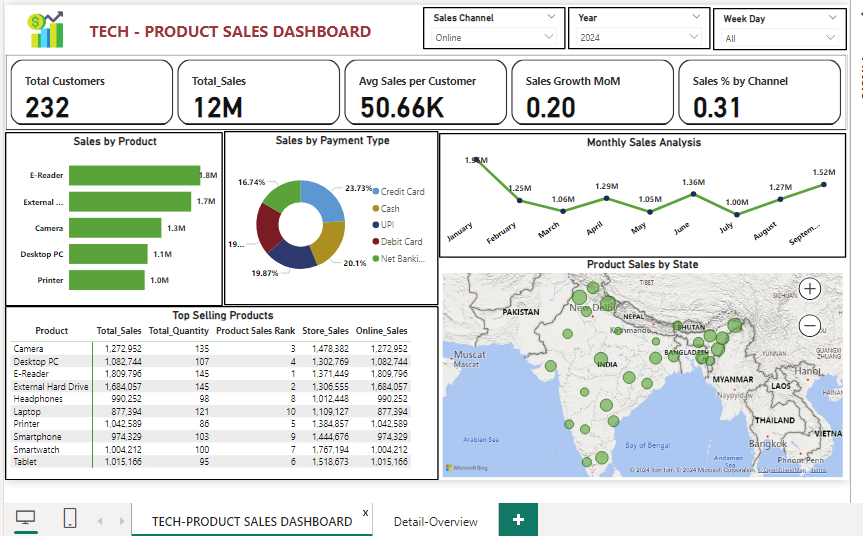 TECH - PRODUCT SALES DASHBOARD
Sales Channel
Online
Year
2024
Week Day
All
Total Customers
232
Total_Sales
12M
Avg Sales per Customer
50.66K
Sales Growth MoM
0.20
Sales % by Channel
0.31
Sales by Product
E-Reader 1.8M
External ... 1.7M
Camera 1.3M
Desktop PC 1.1M
Printer 1.0M
Sales by Payment Type
16.74%
23.73%
19...
19.87%
20.1%
Credit Card
Cash
UPI
Debit Card
Net Banki...
Monthly Sales Analysis
1.96M
1.25M
1.06M
1.29M
1.05M
1.36M
1.00M
1.27M
1.52M
January
February
March
April
May
June
July
August
Septem...
Top Selling Products
Product Total_Sales Total_Quantity Product Sales Rank Store_Sales Online_Sales
Camera 1,272,952 135 3 1,478,382 1,272,952
Desktop PC 1,082,744 107 4 1,302,769 1,082,744
E-Reader 1,809,796 145 1 1,371,449 1,809,796
External Hard Drive 1,684,057 145 2 1,306,555 1,684,057
Headphones 990,252 98 8 1,012,448 990,252
Laptop 877,394 121 10 1,109,127 877,394
Printer 1,042,589 86 5 1,384,857 1,042,589
Smartphone 974,329 103 9 1,444,676 974,329
Smartwatch 1,004,212 100 7 1,767,194 1,004,212
Tablet 1,015,166 95 6 1,518,673 1,015,166
Product Sales by State
TIBET
SICHUAN
PAKISTAN
New Delhi
NEPAL
Kathmandu
BHUTAN
Muscat
Mascat
INDIA
BANGLADESH
YUNNAN
GUANGXI
ZHUANG
MYANMAR
Hanoi
LAOS
HAINAN
Naypyidaw
THAILAND
VIETNA
Arabian Sea
Bay of Bengal
Bangkok
Andaman
Sea
Phnom Penh
Microsoft Bing
© 2024 TomTom, © 2024 Microsoft Corporation, © OpenStreetMap Terms
TECH-PRODUCT SALES DASHBOARD x
Detail-Overview
+